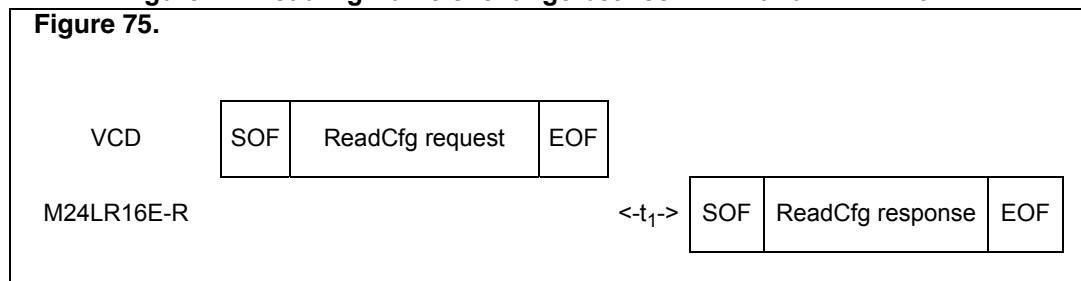 Figure 75.
VCD SOF ReadCfg request EOF
M24LR16E-R <-t₁-> SOF ReadCfg response EOF